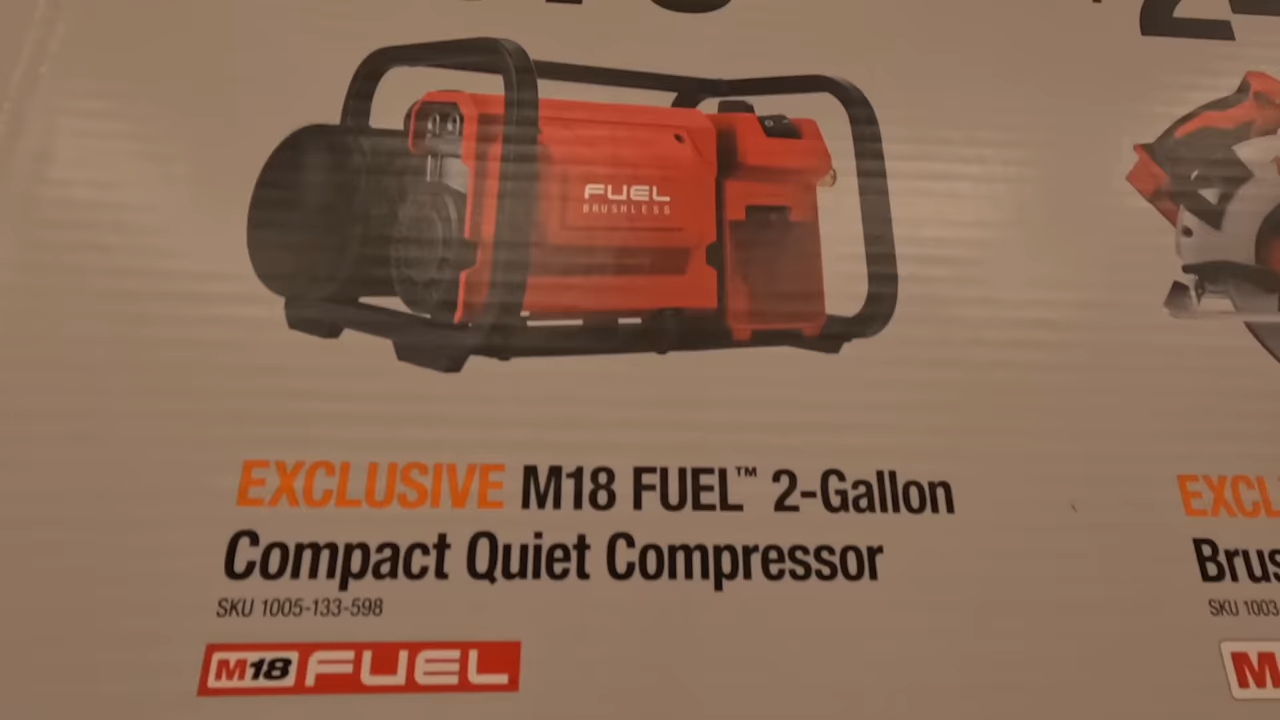 FUEL
BRUSHLESS
EXCLUSIVE M18 FUEL™ 2-Gallon
Compact Quiet Compressor
SKU 1005-133-598
M18 FUEL
EXCL
Brus
SKU 1003
M